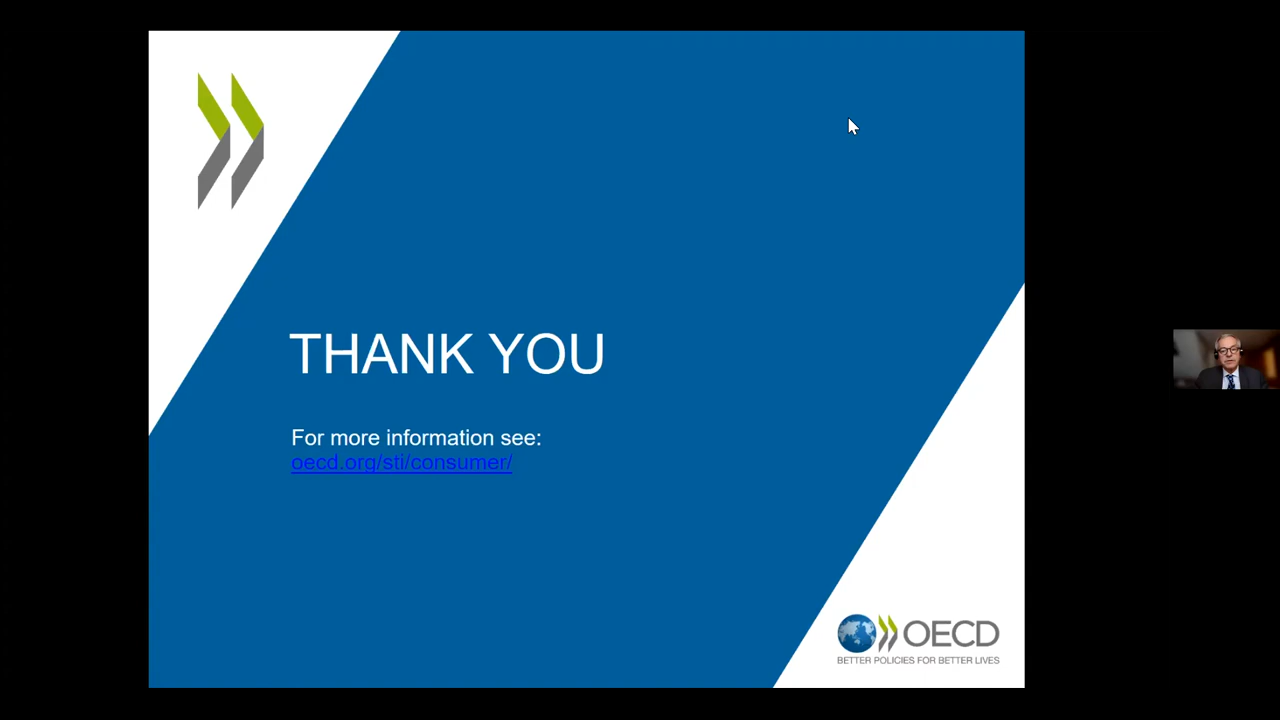 THANK YOU
For more information see:
oecd.org/sti/consumer/
OECD
BETTER POLICIES FOR BETTER LIVES